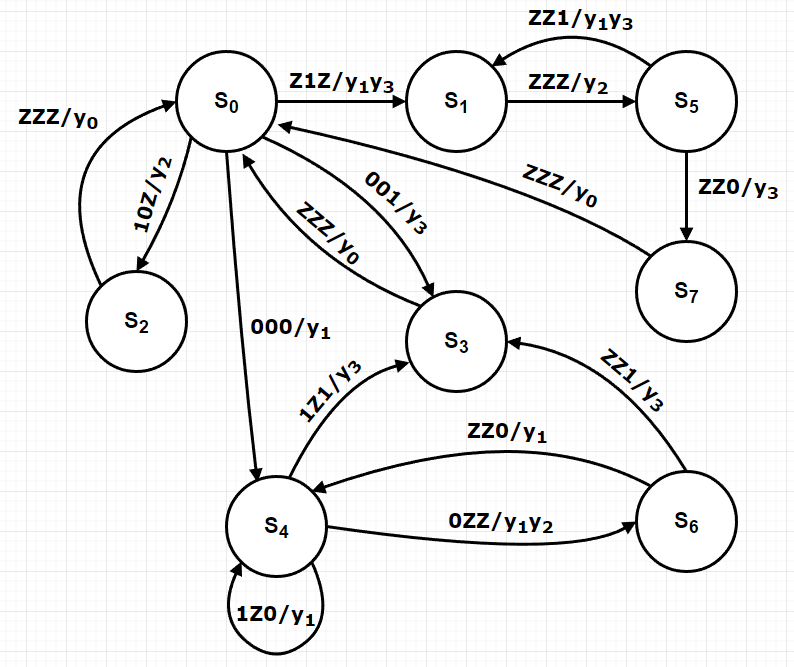 ZZ1/y₁y₃
S₀
Z1Z/y₁y₃
S₁
ZZZ/y₂
S₅
ZZZ/y₀
10Z/y₂
001/y₃
ZZZ/y₀
ZZZ/y₀
ZZ0/y₃
S₂
000/y₁
S₃
S₇
1Z1/y₃
ZZ1/y₃
ZZ0/y₁
S₄
0ZZ/y₁y₂
S₆
1Z0/y₁